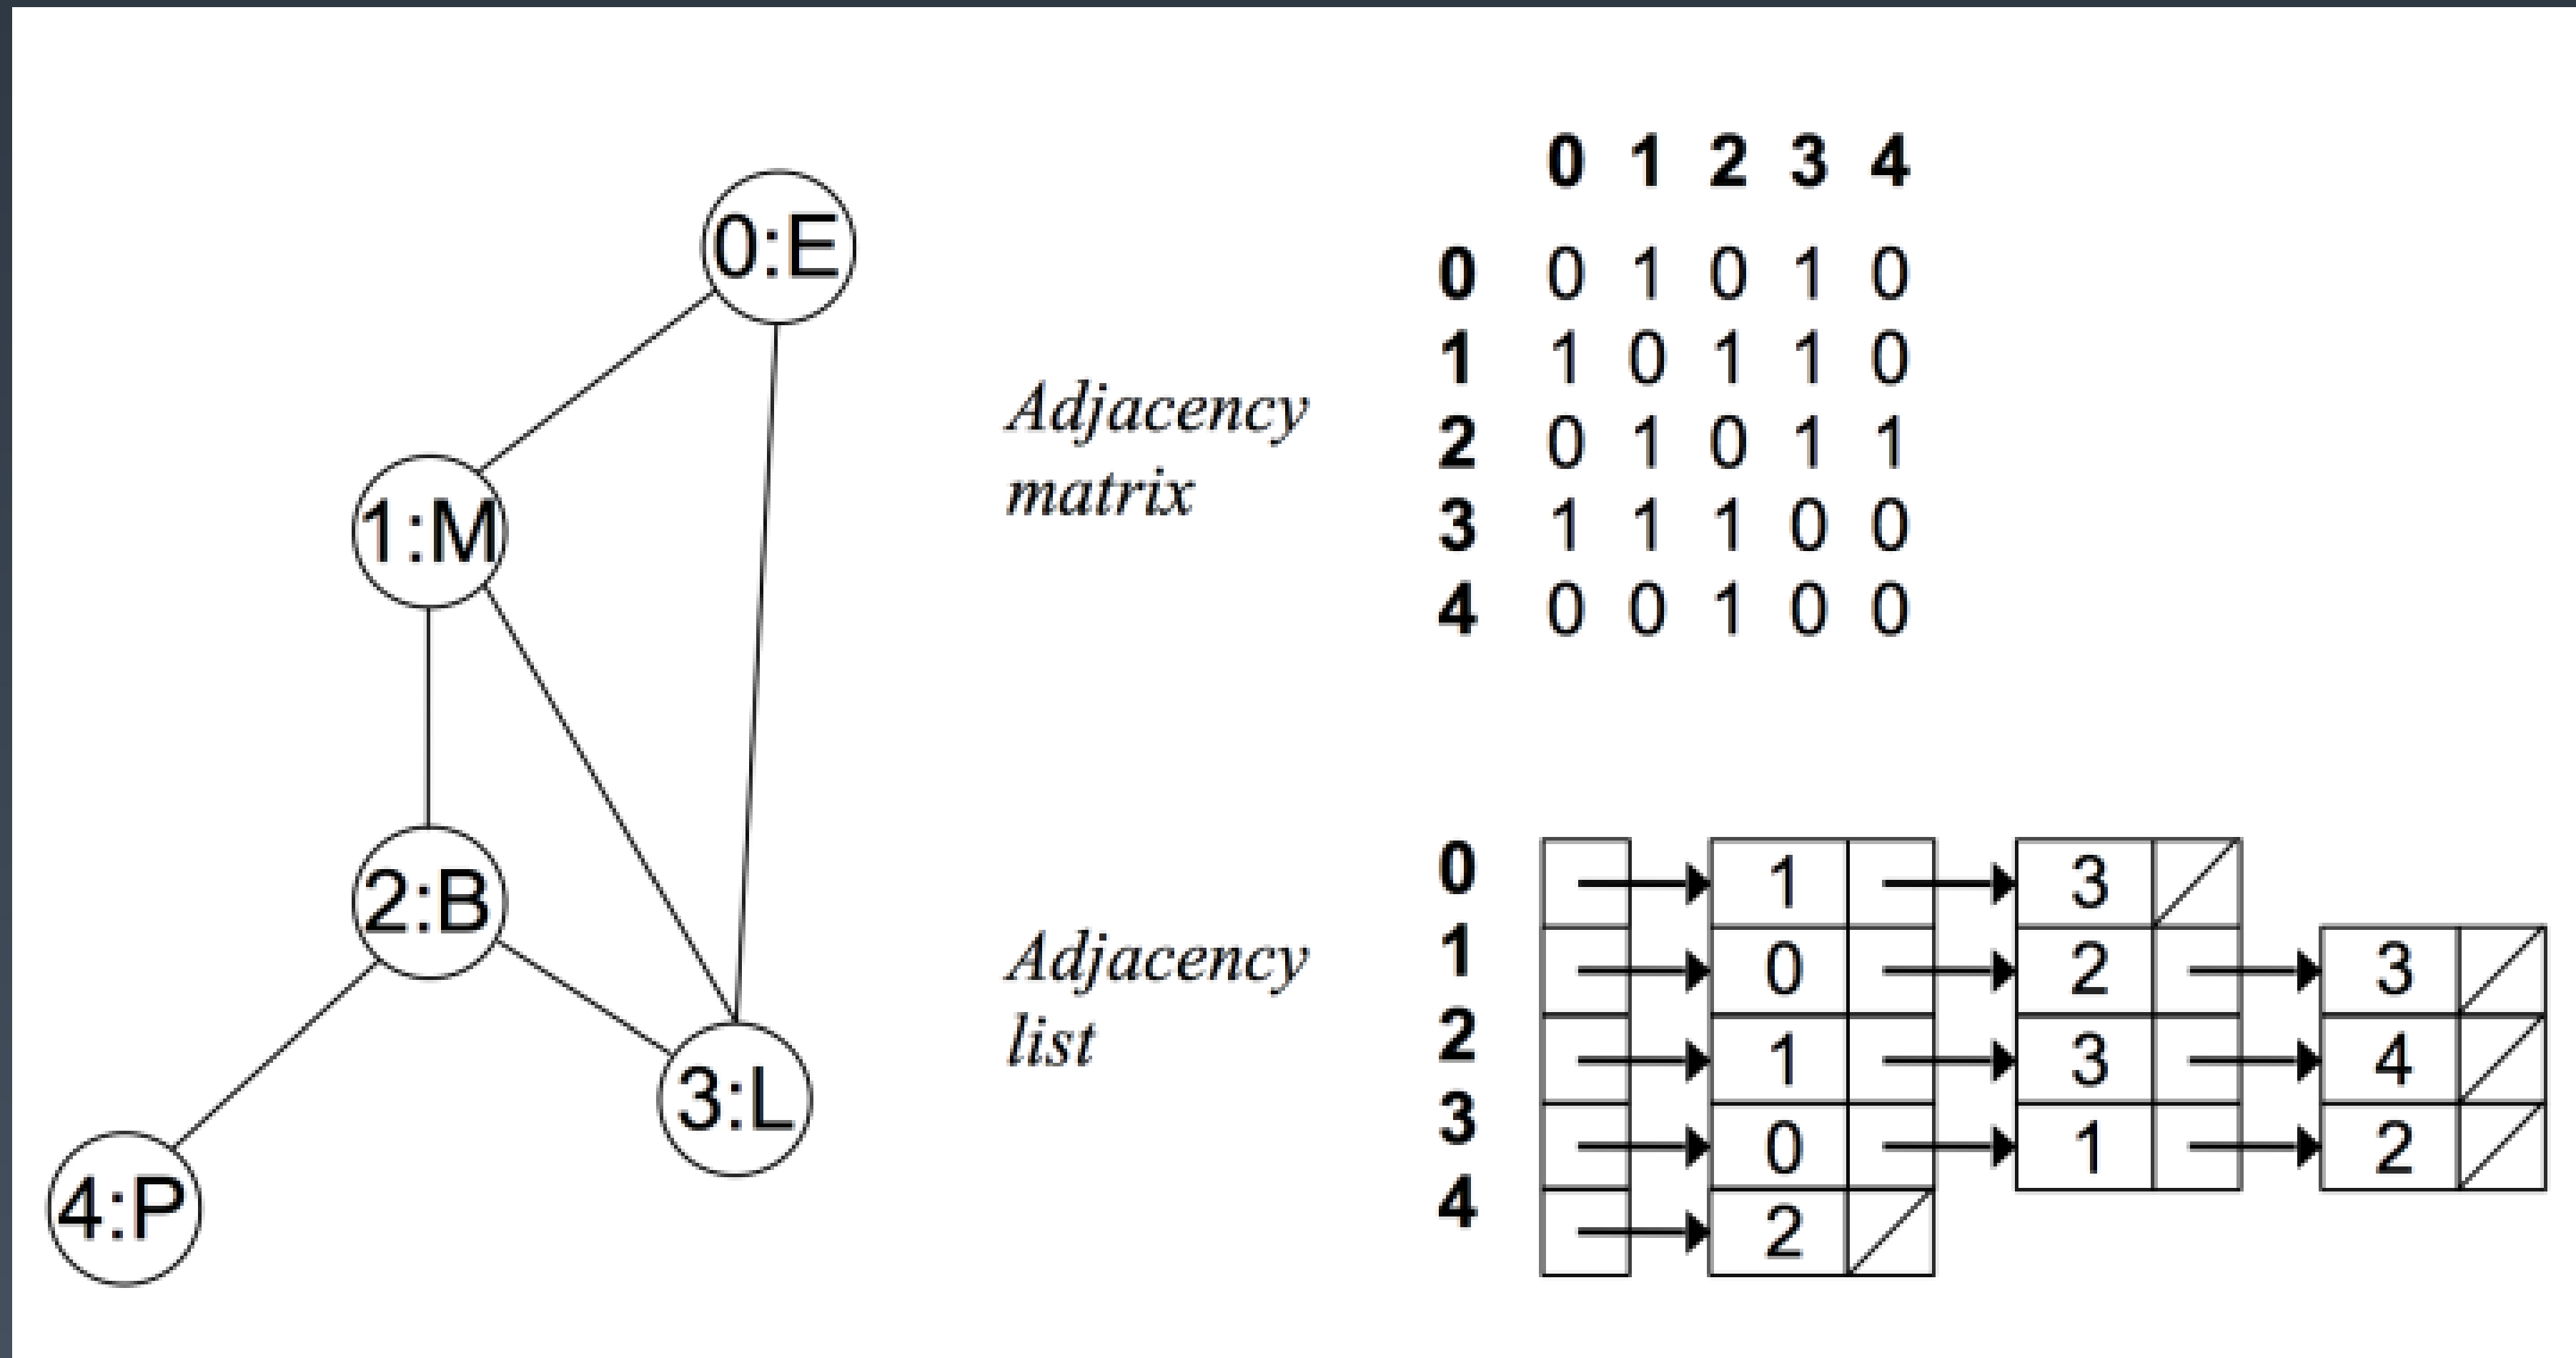 0:E
1:M
2:B
3:L
4:P
Adjacency
matrix
0 1 2 3 4
0 0 1 0 1 0
1 1 0 1 1 0
2 0 1 0 1 1
3 1 1 1 0 0
4 0 0 1 0 0
Adjacency
list
0 1 3
1 0 2 3
2 1 3 4
3 0 1 2
4 2